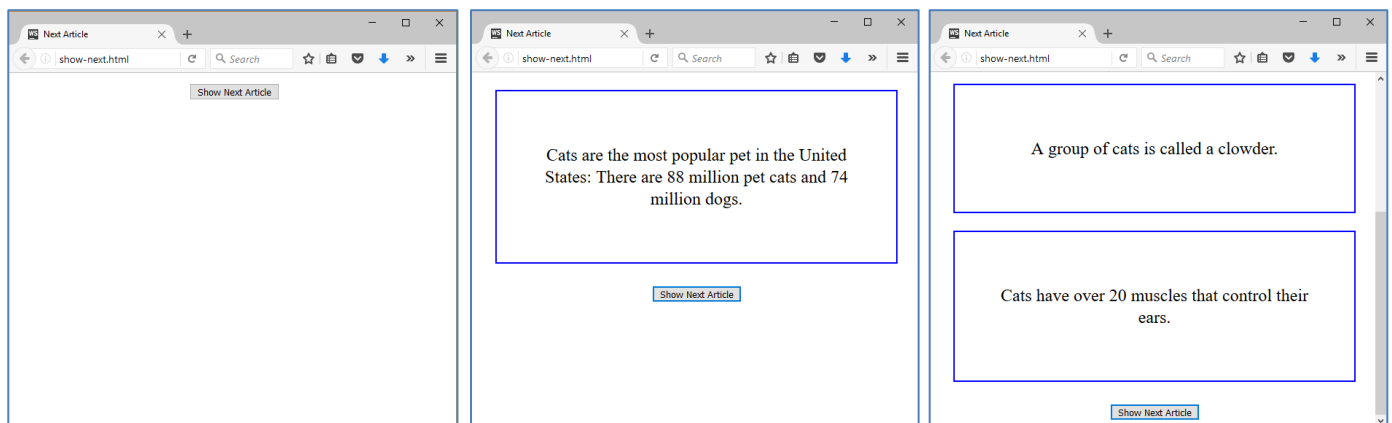 Next Article
show-next.html
Search
Show Next Article
Next Article
show-next.html
Search
Cats are the most popular pet in the United
States: There are 88 million pet cats and 74
million dogs.
Show Next Article
Next Article
show-next.html
Search
A group of cats is called a clowder.
Cats have over 20 muscles that control their
ears.
Show Next Article